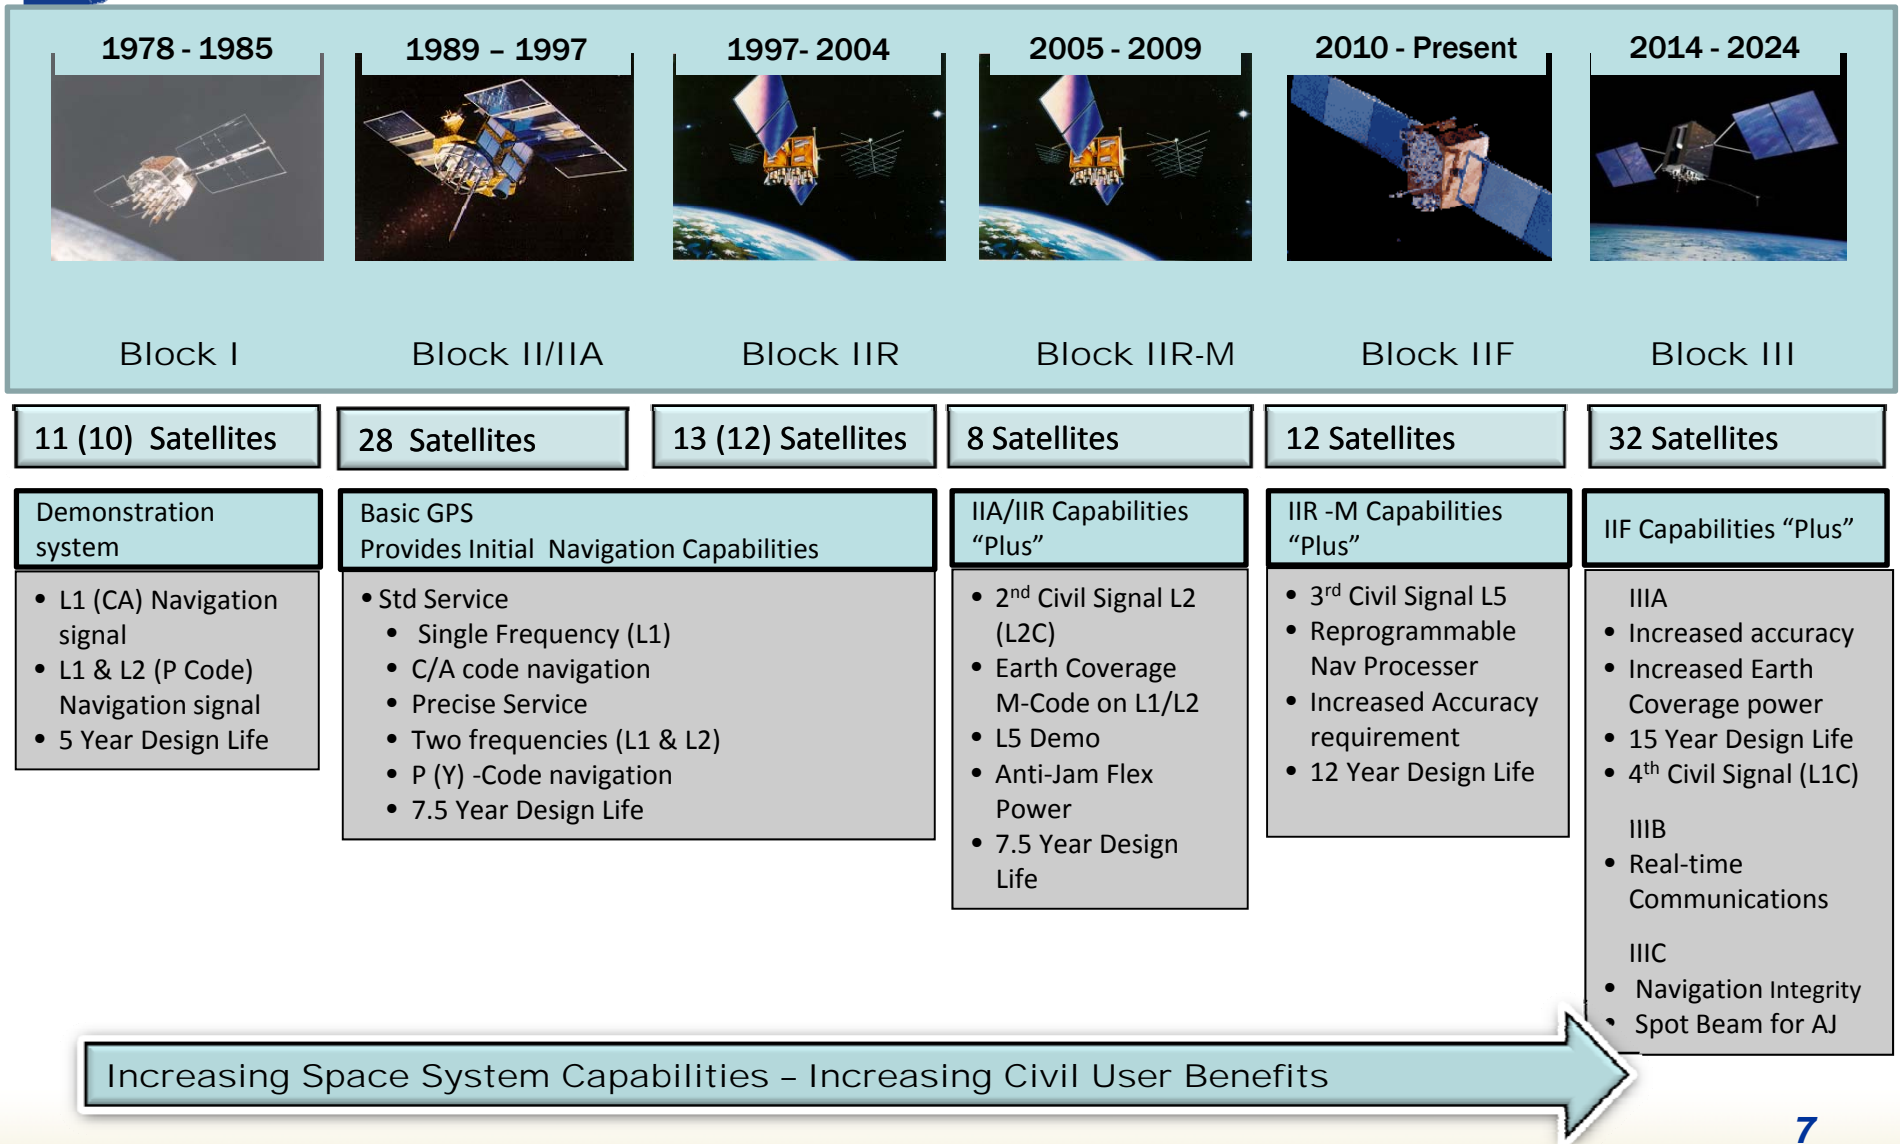 1978 - 1985
1989 – 1997
1997- 2004
2005 - 2009
2010 - Present
2014 - 2024
Block I
Block II/IIA
Block IIR
Block IIR-M
Block IIF
Block III
11 (10) Satellites
28 Satellites
13 (12) Satellites
8 Satellites
12 Satellites
32 Satellites
Demonstration
system
• L1 (CA) Navigation
signal
• L1 & L2 (P Code)
Navigation signal
• 5 Year Design Life
Basic GPS
Provides Initial Navigation Capabilities
• Std Service
• Single Frequency (L1)
• C/A code navigation
• Precise Service
• Two frequencies (L1 & L2)
• P (Y) -Code navigation
• 7.5 Year Design Life
IIA/IIR Capabilities
“Plus”
• 2nd Civil Signal L2
(L2C)
• Earth Coverage
M-Code on L1/L2
• L5 Demo
• Anti-Jam Flex
Power
• 7.5 Year Design
Life
IIR -M Capabilities
“Plus”
• 3rd Civil Signal L5
• Reprogrammable
Nav Processer
• Increased Accuracy
requirement
• 12 Year Design Life
IIF Capabilities “Plus”
IIIA
• Increased accuracy
• Increased Earth
Coverage power
• 15 Year Design Life
• 4th Civil Signal (L1C)
IIIB
• Real-time
Communications
IIIC
• Navigation Integrity
• Spot Beam for AJ
Increasing Space System Capabilities – Increasing Civil User Benefits
7